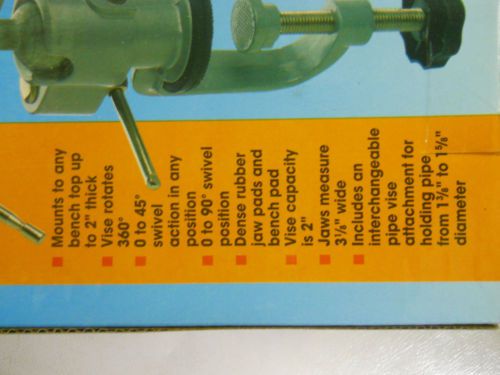 Mounts to any
bench top up
to 2" thick
Vise rotates
360°
0 to 45°
swivel
action in any
position
0 to 90° swivel
position
Dense rubber
jaw pads and
bench pad
Vise capacity
is 2"
Jaws measure
3⅛" wide
Includes an
interchangeable
pipe vise
attachment for
holding pipe
from 1⅜" to 1⅝"
diameter